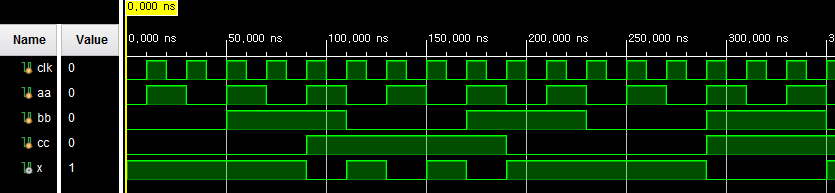 0,000 ns
Name Value 0,000 ns 50,000 ns 100,000 ns 150,000 ns 200,000 ns 250,000 ns 300,000 ns
clk 0
aa 0
bb 0
cc 0
x 1